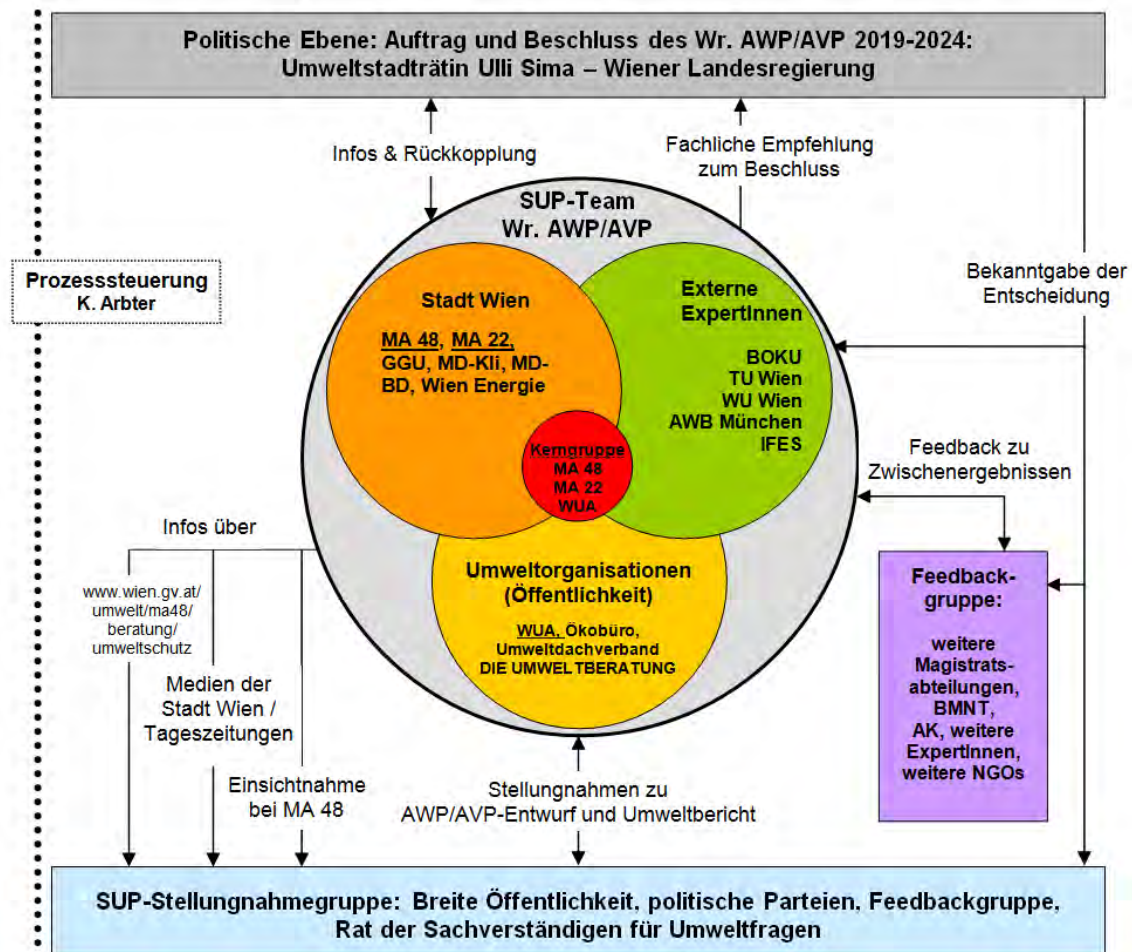 Politische Ebene: Auftrag und Beschluss des Wr. AWP/AVP 2019-2024:
Umweltstadträtin Ulli Sima – Wiener Landesregierung
Infos & Rückkopplung
Fachliche Empfehlung
zum Beschluss
SUP-Team
Wr. AWP/AVP
Prozesssteuerung
K. Arbter
Stadt Wien
MA 48, MA 22,
GGU, MD-Kli, MD-
BD, Wien Energie
Externe
ExpertInnen
BOKU
TU Wien
WU Wien
AWB München
IFES
Bekanntgabe der
Entscheidung
Kerngruppe
MA 48
MA 22
WUA
Feedback zu
Zwischenergebnissen
Infos über
www.wien.gv.at/
umwelt/ma48/
beratung/
umweltschutz
Medien der
Stadt Wien /
Tageszeitungen
Einsichtnahme
bei MA 48
Umweltorganisationen
(Öffentlichkeit)
WUA, Ökobüro,
Umweltdachverband
DIE UMWELTBERATUNG
Feedback-
gruppe:
weitere
Magistrats-
abteilungen,
BMNT,
AK, weitere
ExpertInnen,
weitere NGOs
Stellungnahmen zu
AWP/AVP-Entwurf und Umweltbericht
SUP-Stellungnahmegruppe: Breite Öffentlichkeit, politische Parteien, Feedbackgruppe,
Rat der Sachverständigen für Umweltfragen